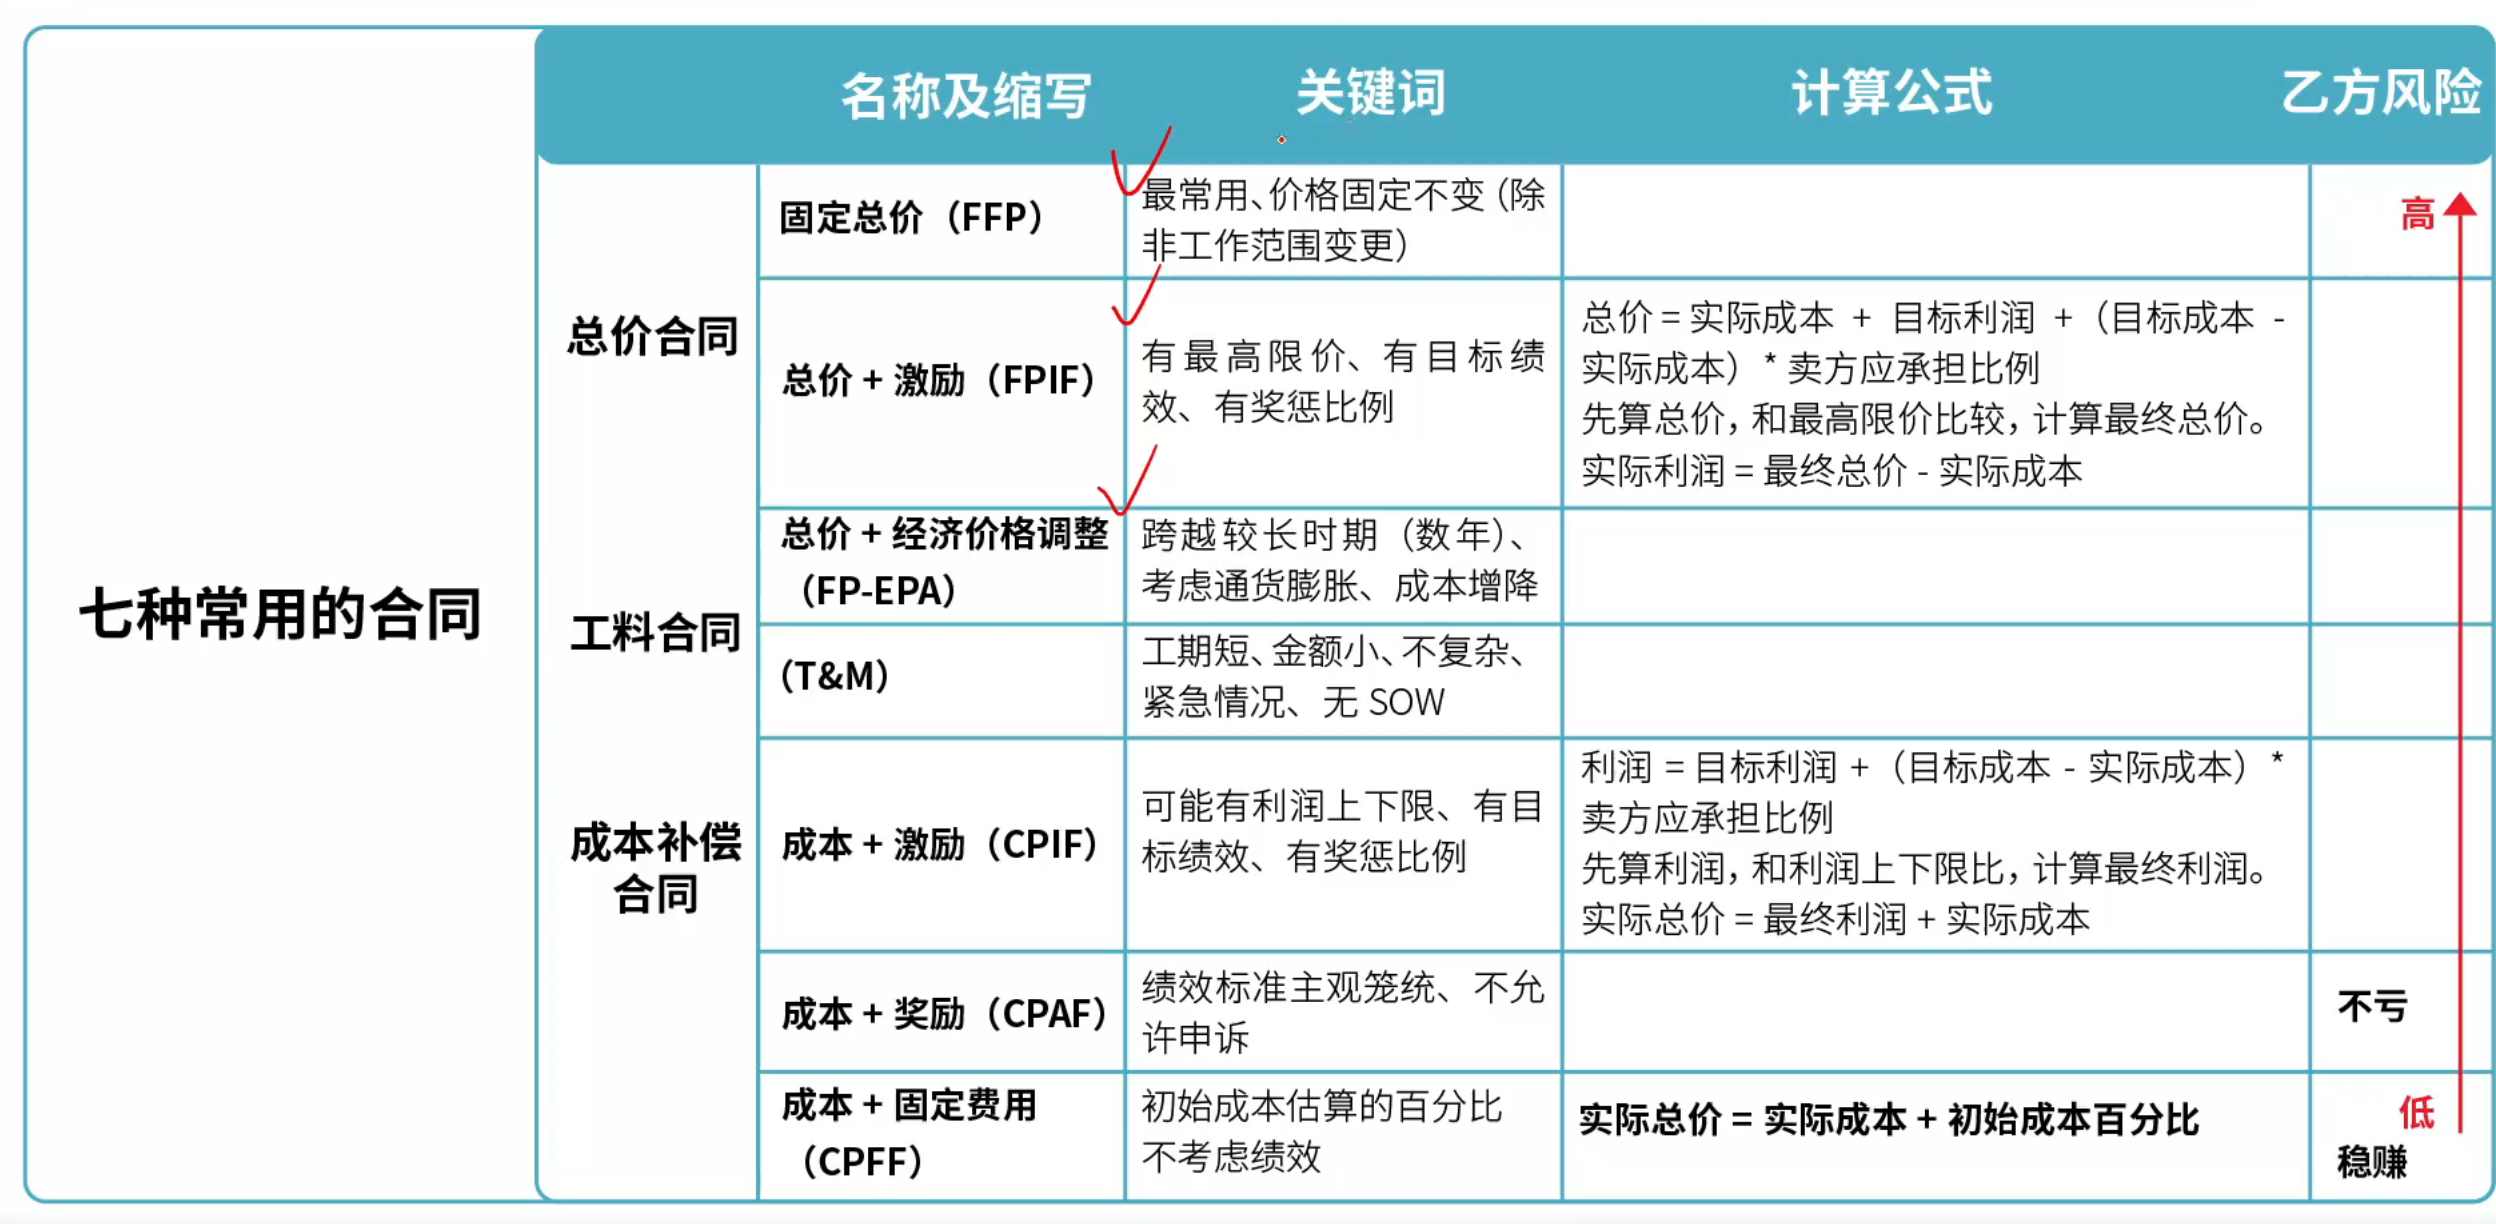 名称及缩写 关键词 计算公式 乙方风险
七种常用的合同
总价合同
固定总价（FFP）
最常用、价格固定不变（除
非工作范围变更）
高
总价 + 激励（FPIF）
有最高限价、有目标绩
效、有奖惩比例
总价 = 实际成本 + 目标利润 +（目标成本 -
实际成本）* 卖方应承担比例
先算总价，和最高限价比较，计算最终总价。
实际利润 = 最终总价 - 实际成本
总价 + 经济价格调整
（FP-EPA）
跨越较长时期（数年）、
考虑通货膨胀、成本增降
工料合同
（T&M）
工期短、金额小、不复杂、
紧急情况、无 SOW
成本补偿
合同
成本 + 激励（CPIF）
可能有利润上下限、有目
标绩效、有奖惩比例
利润 = 目标利润 +（目标成本 - 实际成本）*
卖方应承担比例
先算利润，和利润上下限比，计算最终利润。
实际总价 = 最终利润 + 实际成本
成本 + 奖励（CPAF）
绩效标准主观笼统、不允
许申诉
不亏
成本 + 固定费用
（CPFF）
初始成本估算的百分比
不考虑绩效
实际总价 = 实际成本 + 初始成本百分比
低
稳赚